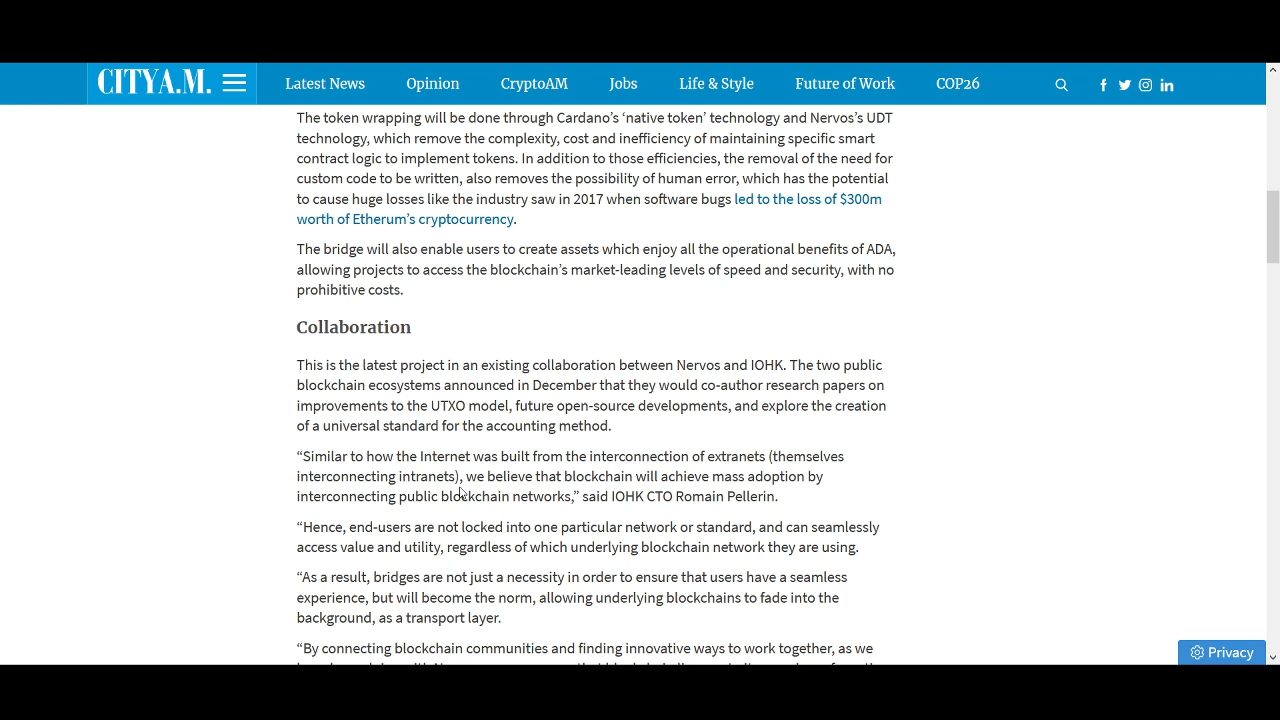 CITYA.M.
Latest News Opinion CryptoAM Jobs Life & Style Future of Work COP26
The token wrapping will be done through Cardano’s ‘native token’ technology and Nervos’s UDT
technology, which remove the complexity, cost and inefficiency of maintaining specific smart
contract logic to implement tokens. In addition to those efficiencies, the removal of the need for
custom code to be written, also removes the possibility of human error, which has the potential
to cause huge losses like the industry saw in 2017 when software bugs led to the loss of $300m
worth of Etherum’s cryptocurrency.
The bridge will also enable users to create assets which enjoy all the operational benefits of ADA,
allowing projects to access the blockchain’s market-leading levels of speed and security, with no
prohibitive costs.
Collaboration
This is the latest project in an existing collaboration between Nervos and IOHK. The two public
blockchain ecosystems announced in December that they would co-author research papers on
improvements to the UTXO model, future open-source developments, and explore the creation
of a universal standard for the accounting method.
“Similar to how the Internet was built from the interconnection of extranets (themselves
interconnecting intranets), we believe that blockchain will achieve mass adoption by
interconnecting public blockchain networks,” said IOHK CTO Romain Pellerin.
“Hence, end-users are not locked into one particular network or standard, and can seamlessly
access value and utility, regardless of which underlying blockchain network they are using.
“As a result, bridges are not just a necessity in order to ensure that users have a seamless
experience, but will become the norm, allowing underlying blockchains to fade into the
background, as a transport layer.
“By connecting blockchain communities and finding innovative ways to work together, as we
Privacy